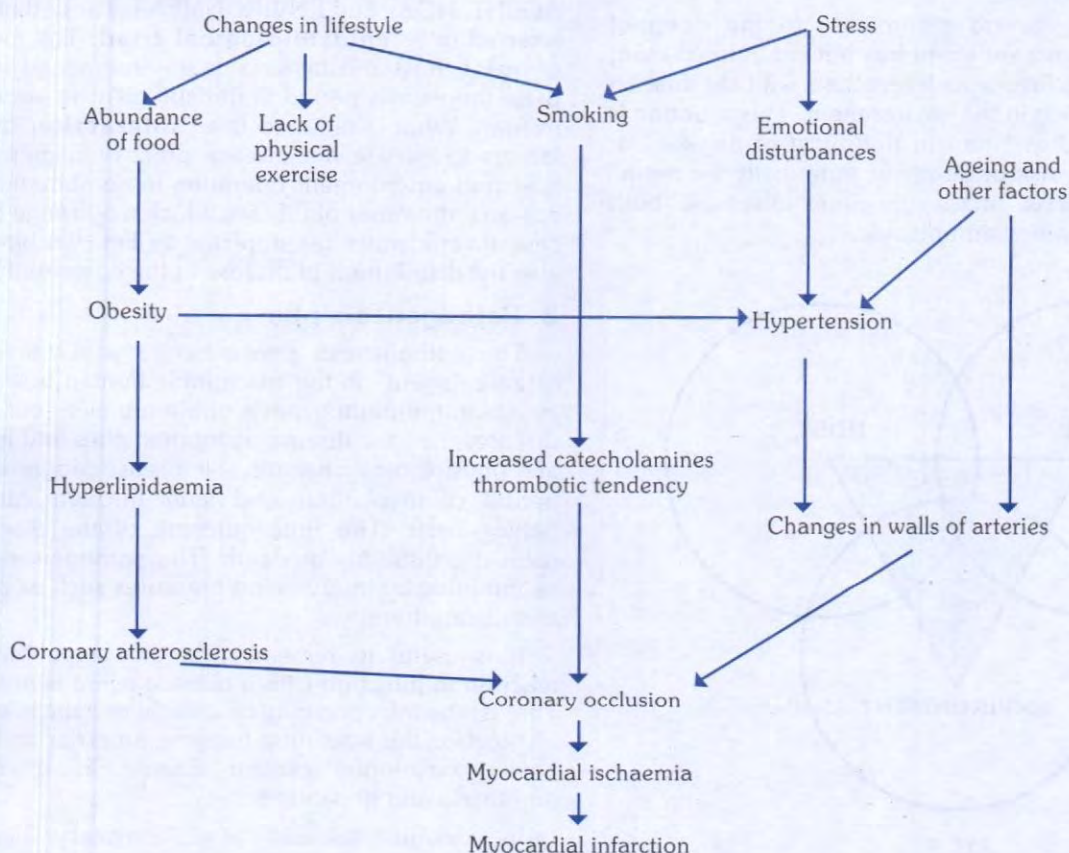 Changes in lifestyle
Stress
Abundance
of food
Lack of
physical
exercise
Smoking
Emotional
disturbances
Ageing and
other factors
Obesity
Hypertension
Hyperlipidaemia
Increased catecholanines
thrombotic tendency
Changes in walls of arteries
Coronary atherosclerosis
Coronary occlusion
Myocardial ischaemia
Myocardial infarction